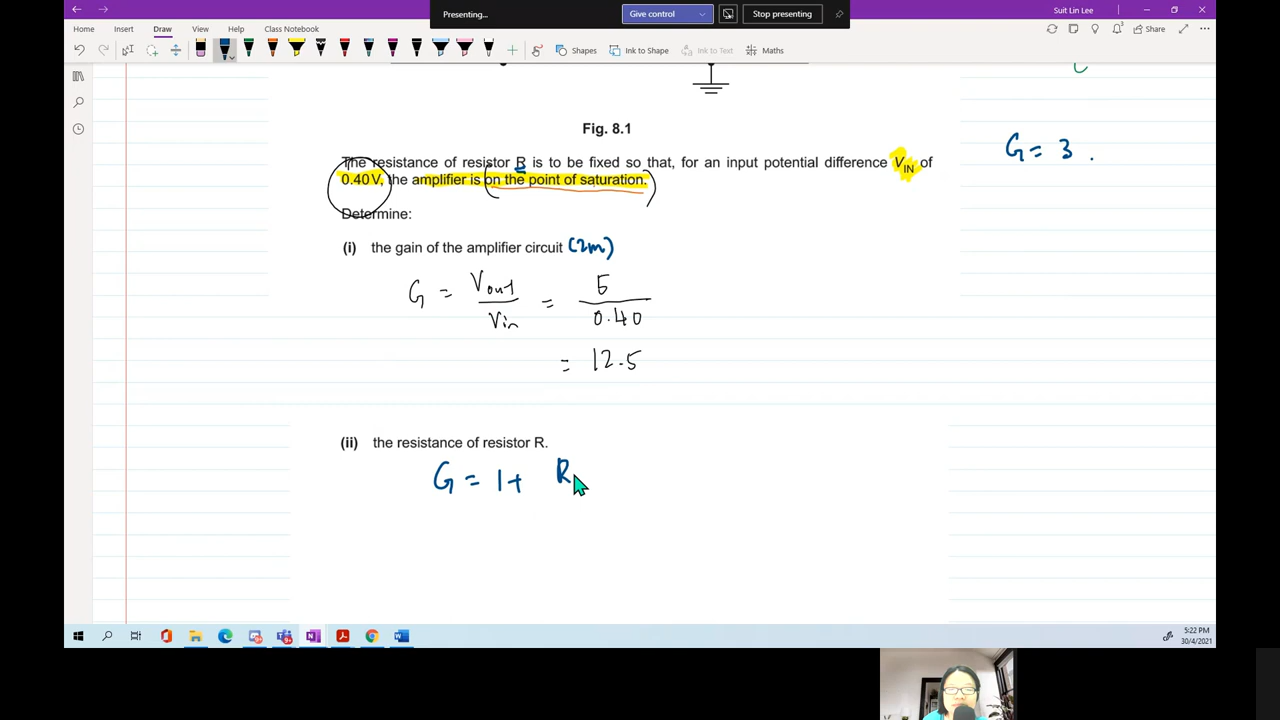 Presenting...
Give control
Stop presenting
Suit Lin Lee
Home Insert Draw View Help Class Notebook
Share
Shapes
Ink to Shape
Ink to Text
Maths
Fig. 8.1
G = 3 .
The resistance of resistor R is to be fixed so that, for an input potential difference VIN of
0.40V, the amplifier is on the point of saturation.
Determine:
(i) the gain of the amplifier circuit (2m)
G = Vout / Vin = 5 / 0.40
= 12.5
(ii) the resistance of resistor R.
G = 1 + R
5:22 PM
30/4/2021